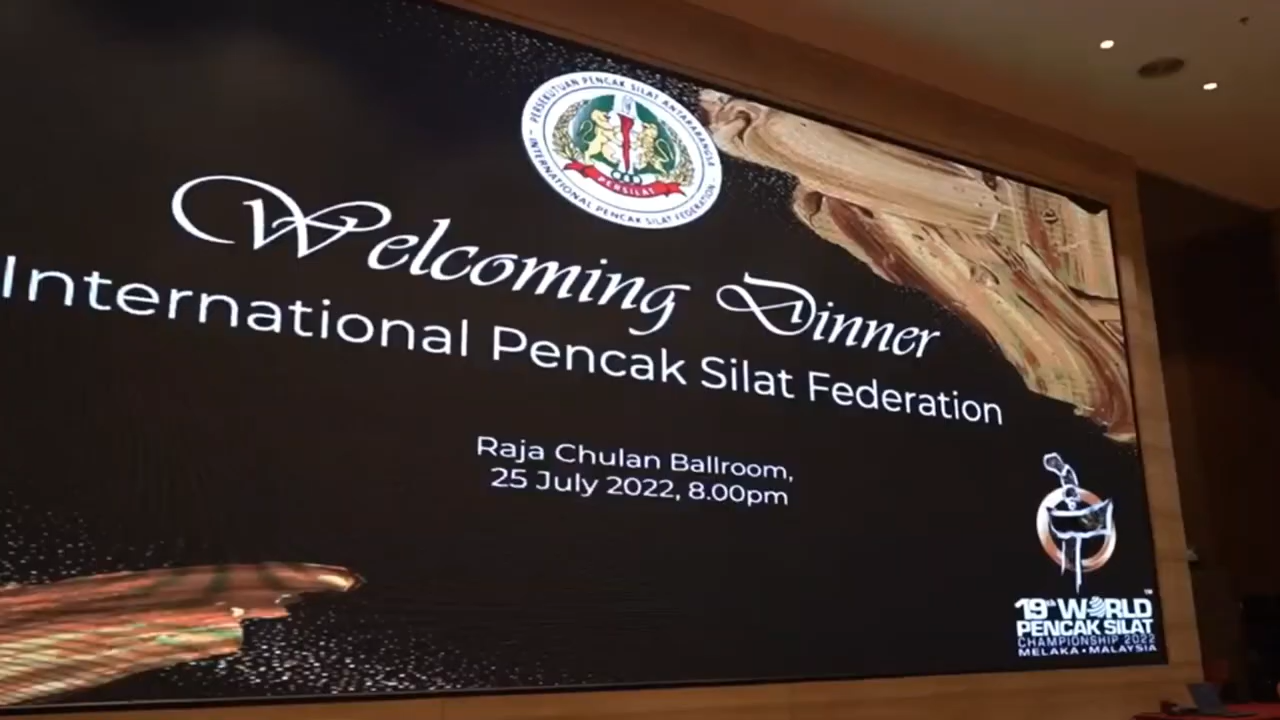 PERSEKUTUAN PENCAK SILAT ANTARABANGSA
PERSILAT
INTERNATIONAL PENCAK SILAT FEDERATION
Welcoming Dinner
International Pencak Silat Federation
Raja Chulan Ballroom,
25 July 2022, 8.00pm
19th WORLD
PENCAK SILAT
CHAMPIONSHIP 2022
MELAKA • MALAYSIA